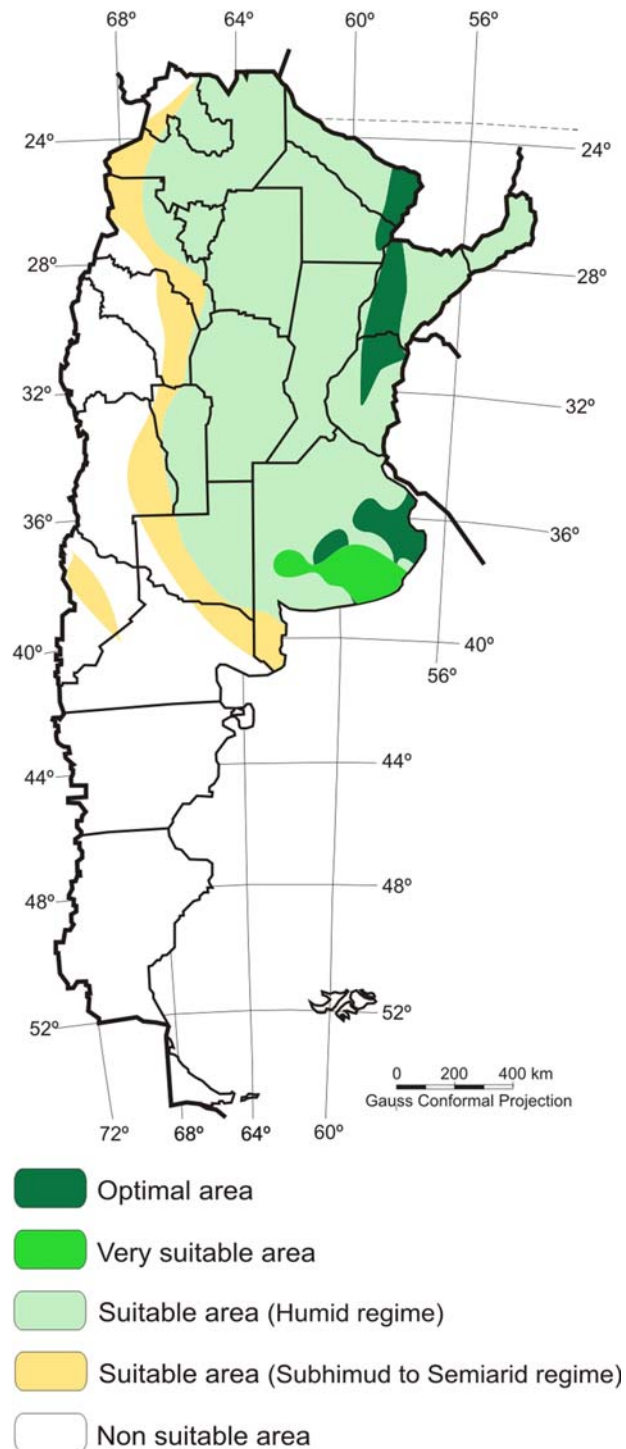 68º 64º 60º 56º
24º 24º
28º 28º
32º 32º
36º 36º
40º 40º
56º
44º 44º
48º 48º
52º 52º
0 200 400 km
Gauss Conformal Projection
72º 68º 64º 60º
Optimal area
Very suitable area
Suitable area (Humid regime)
Suitable area (Subhimud to Semiarid regime)
Non suitable area